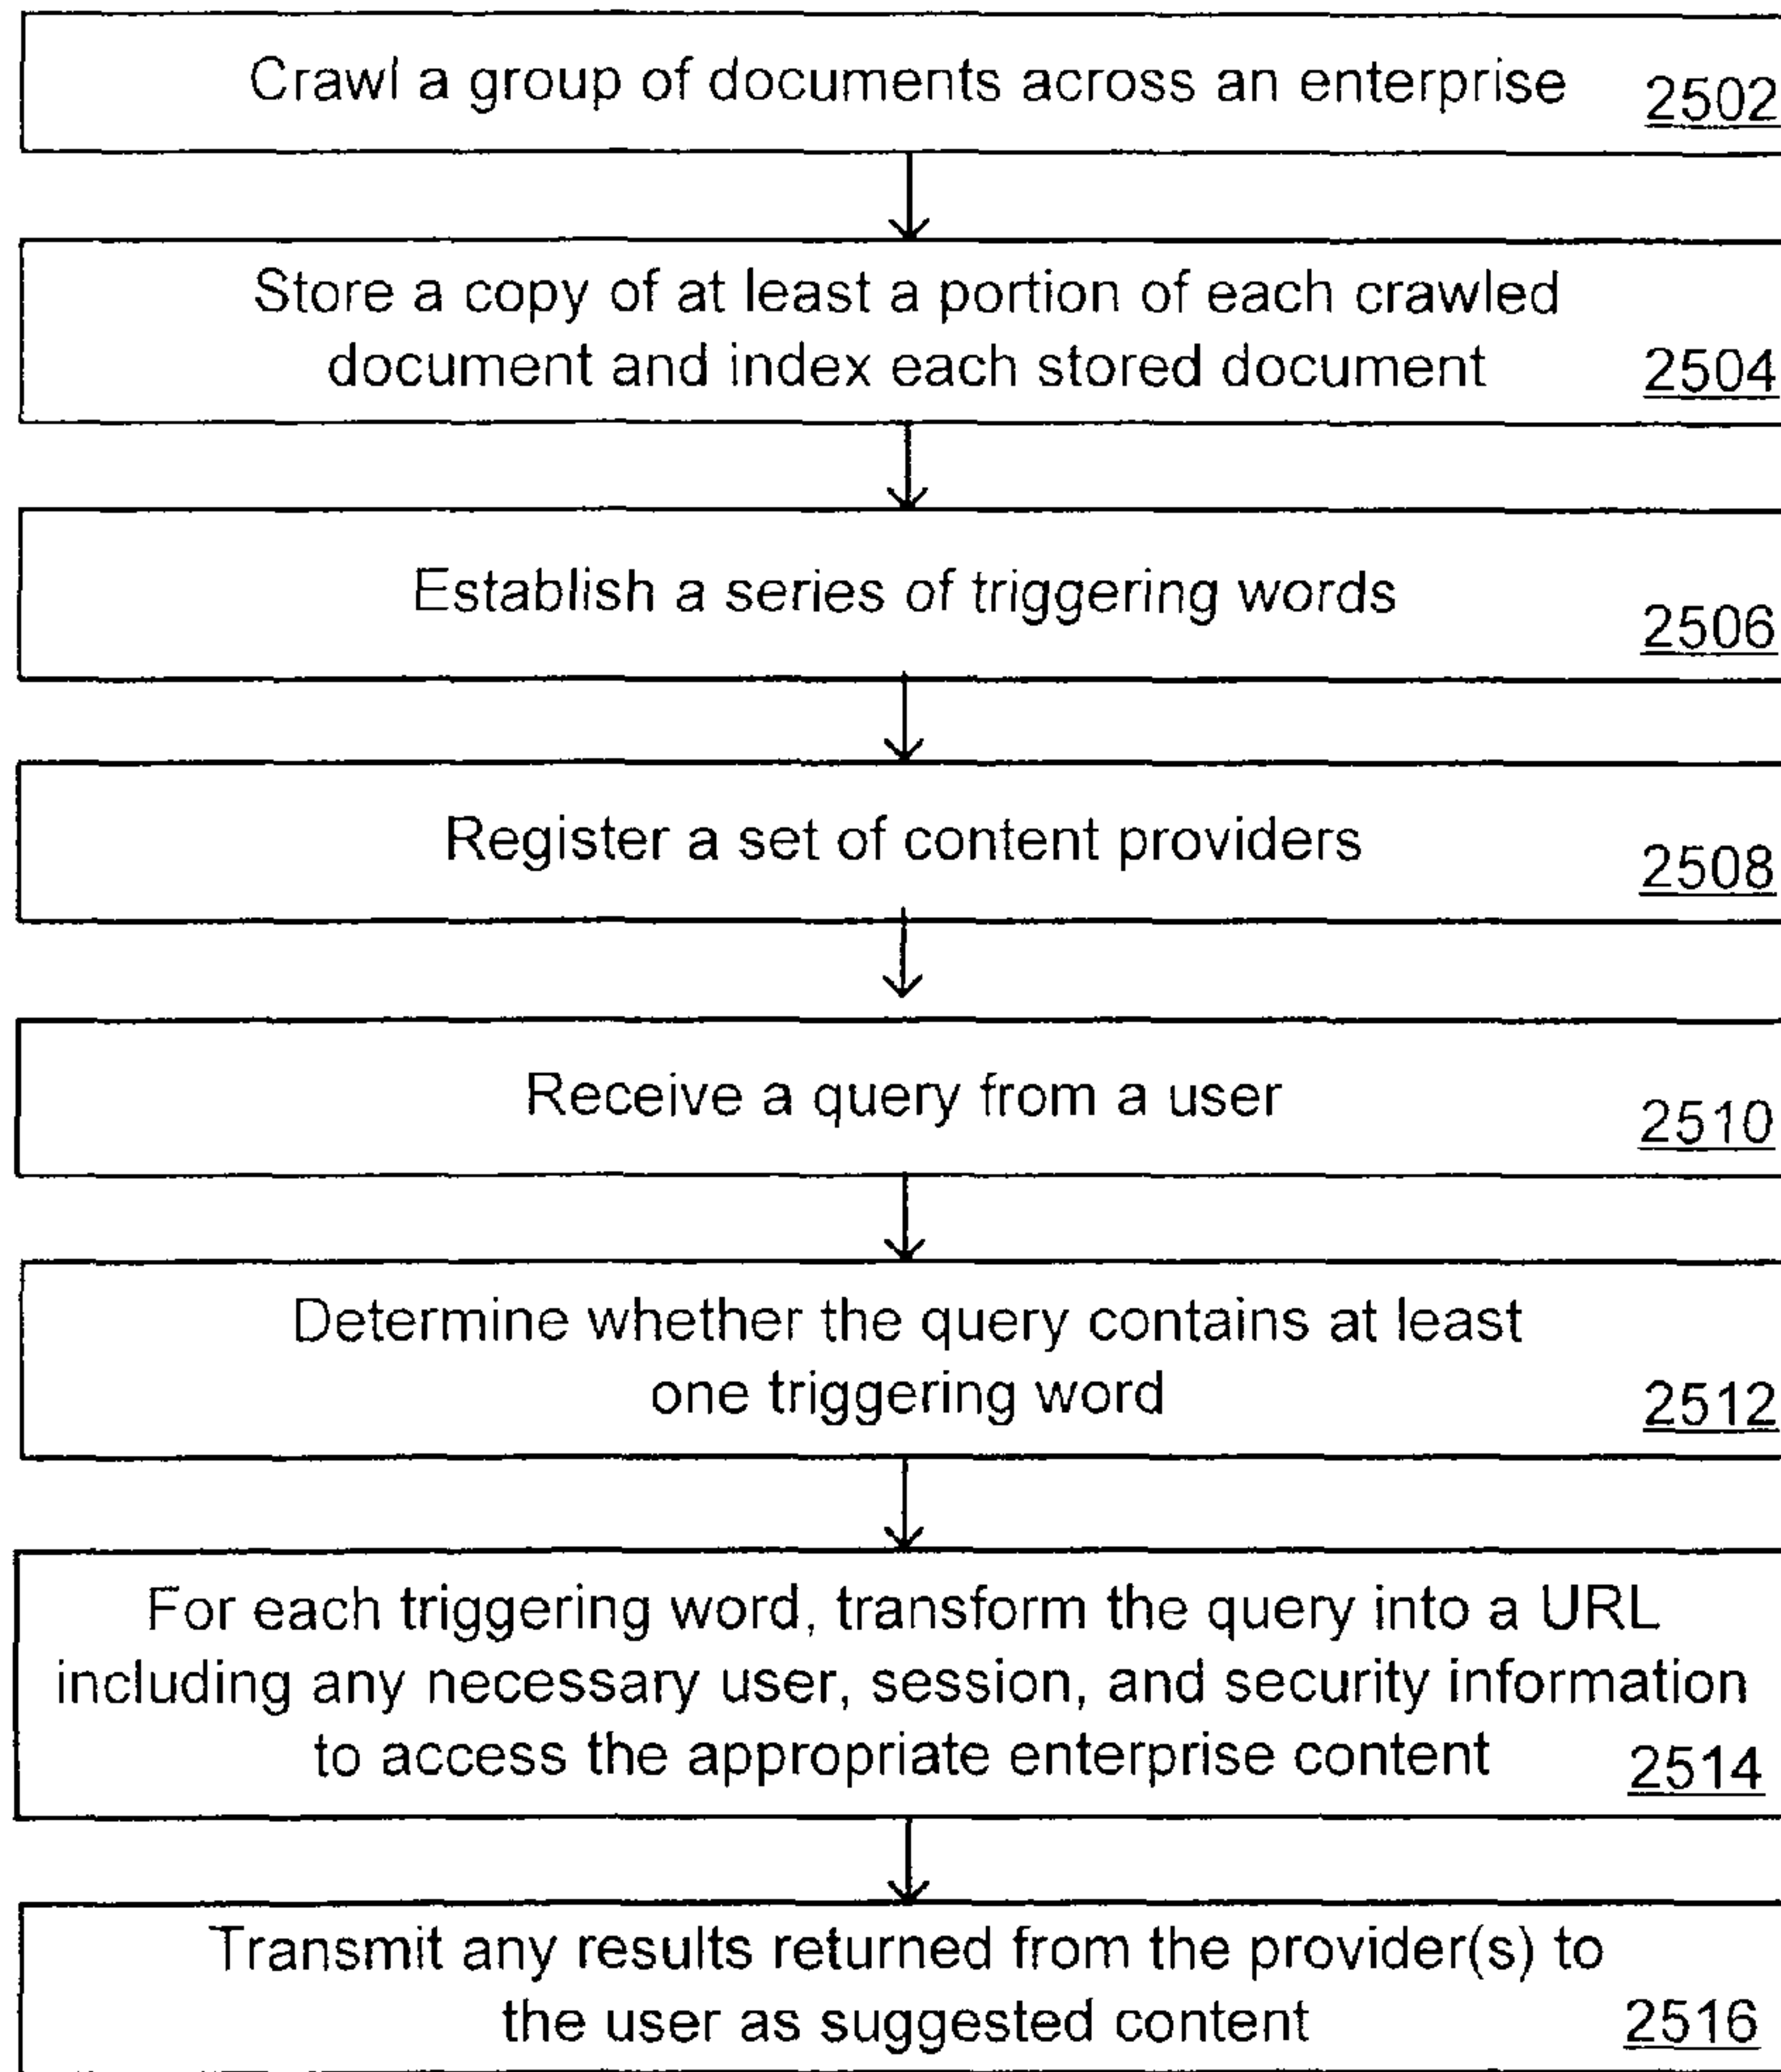 Crawl a group of documents across an enterprise 2502
Store a copy of at least a portion of each crawled
document and index each stored document 2504
Establish a series of triggering words
2506
Register a set of content providers
2508
Receive a query from a user
2510
Determine whether the query contains at least
one triggering word 2512
For each triggering word, transform the query into a URL
including any necessary user, session, and security information
to access the appropriate enterprise content 2514
Transmit any results returned from the provider(s) to
the user as suggested content 2516